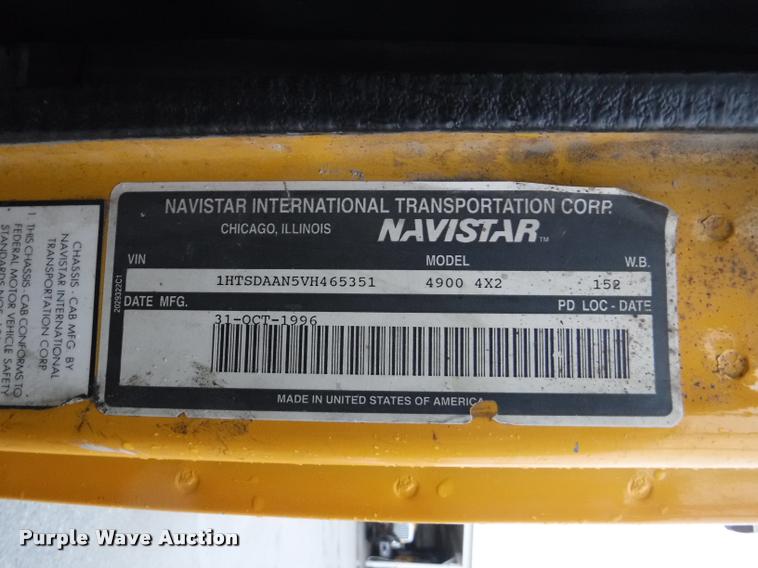 NAVISTAR INTERNATIONAL TRANSPORTATION CORP.
CHICAGO, ILLINOIS NAVISTAR™
VIN MODEL W.B.
1HTSDAAN5VH465351 4900 4X2 152
DATE MFG. PD LOC - DATE
31-OCT-1996
MADE IN UNITED STATES OF AMERICA
CHASSIS - CAB MFG BY
NAVISTAR INTERNATIONAL
TRANSPORTATION CORP
1. THIS CHASSIS-CAB CONFORMS TO
FEDERAL MOTOR VEHICLE SAFETY
Purple Wave Auction